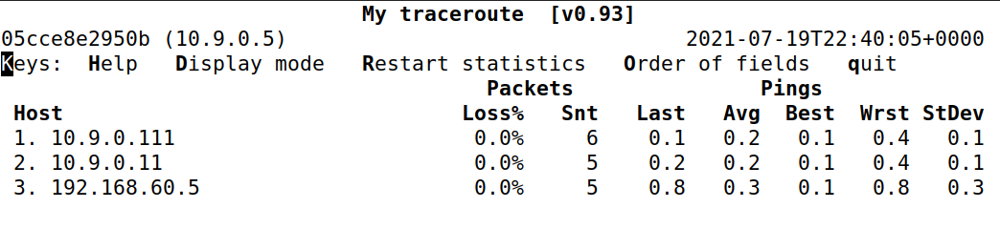 My traceroute  [v0.93]
05cce8e2950b (10.9.0.5)                                2021-07-19T22:40:05+0000
Keys:  Help   Display mode   Restart statistics   Order of fields   quit
                                       Packets               Pings
 Host                                Loss%   Snt   Last   Avg  Best  Wrst StDev
 1. 10.9.0.111                        0.0%     6    0.1   0.2   0.1   0.4   0.1
 2. 10.9.0.11                         0.0%     5    0.2   0.2   0.1   0.4   0.1
 3. 192.168.60.5                      0.0%     5    0.8   0.3   0.1   0.8   0.3